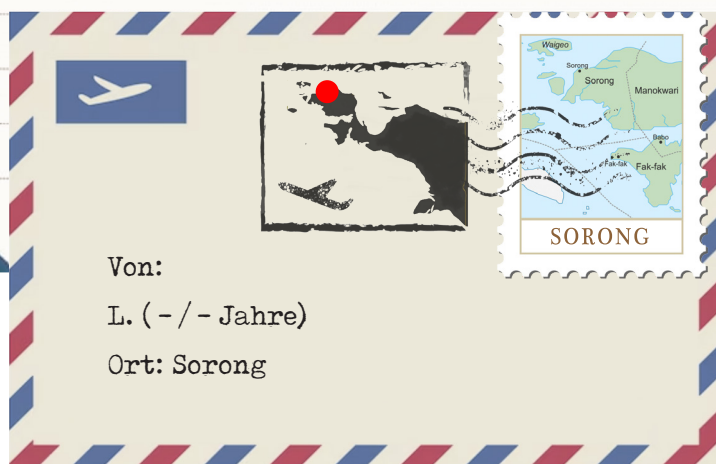 Waigeo
Sorong
Sorong
Manokwari
Babo
Fak-fak
Fak-fak
SORONG
Von:
L. (-/- Jahre)
Ort: Sorong